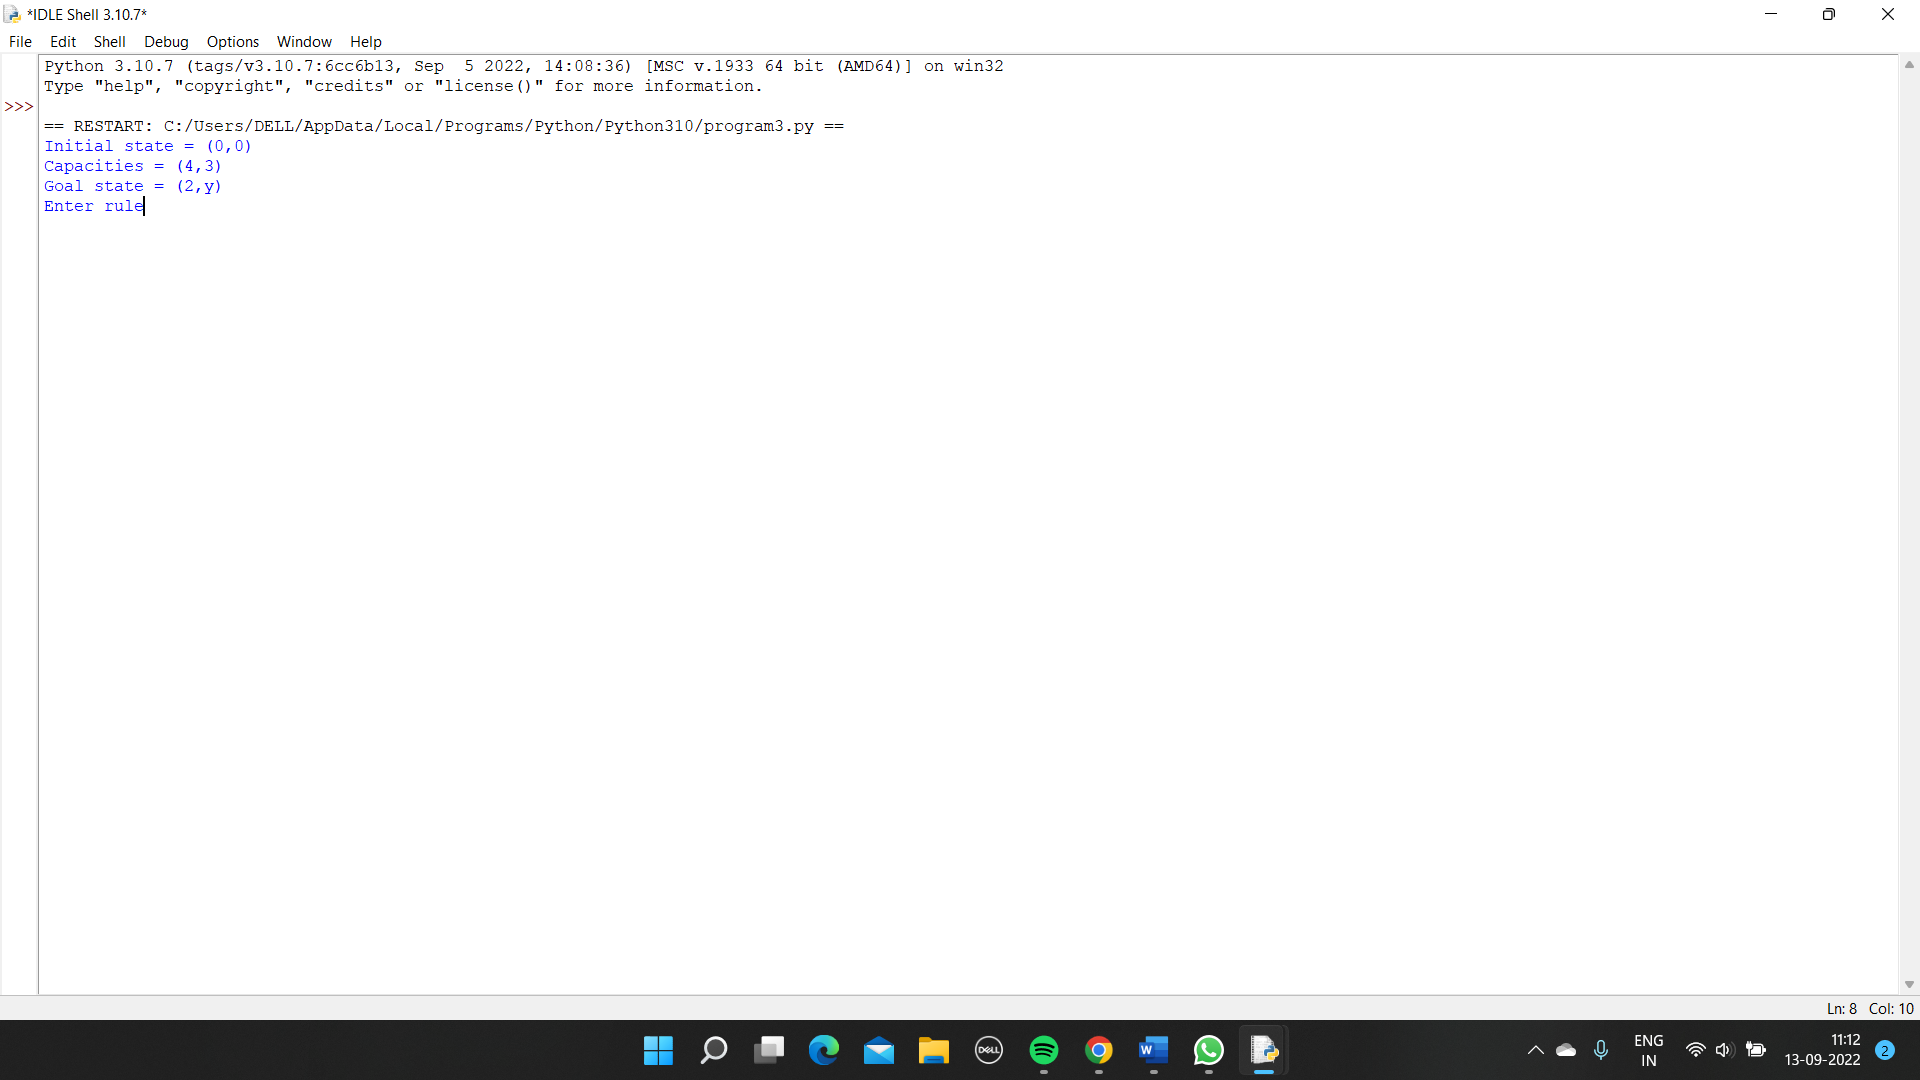 *IDLE Shell 3.10.7*
File Edit Shell Debug Options Window Help
Python 3.10.7 (tags/v3.10.7:6cc6b13, Sep  5 2022, 14:08:36) [MSC v.1933 64 bit (AMD64)] on win32
Type "help", "copyright", "credits" or "license()" for more information.
>>>
== RESTART: C:/Users/DELL/AppData/Local/Programs/Python/Python310/program3.py ==
Initial state = (0,0)
Capacities = (4,3)
Goal state = (2,y)
Enter rule
Ln: 8 Col: 10
DELL
W
ENG
IN
11:12
13-09-2022
2